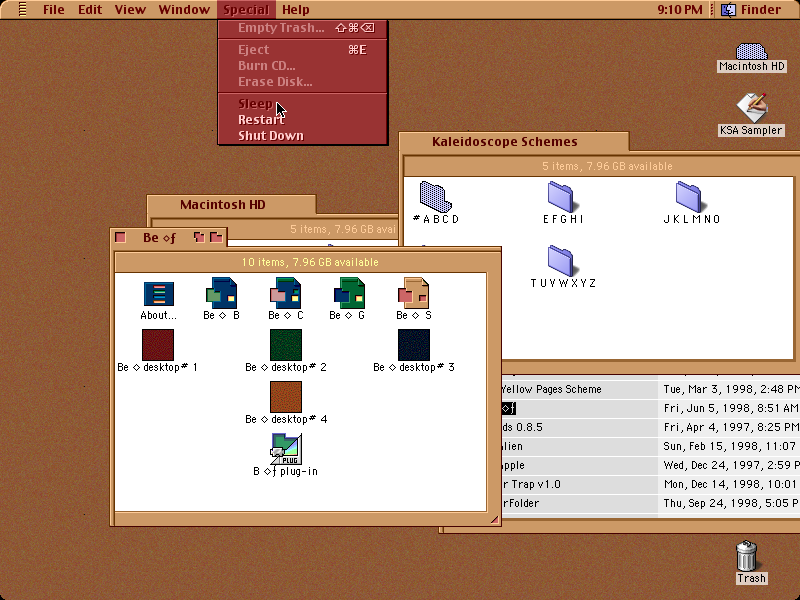 File Edit View Window Special Help 9:10 PM Finder
Empty Trash... ⇧⌘⌫
Eject ⌘E
Burn CD...
Erase Disk...
Sleep
Restart
Shut Down
Macintosh HD
KSA Sampler
Kaleidoscope Schemes
5 items, 7.96 GB available
#ABCD
EFGHI
JKLMNO
TUVWXYZ
Macintosh HD
5 items, 7.96 GB avai
Be ◇ƒ
10 items, 7.96 GB available
About...
Be ◇ B
Be ◇ C
Be ◇ G
Be ◇ S
Be ◇ desktop# 1
Be ◇ desktop# 2
Be ◇ desktop# 3
Be ◇ desktop# 4
PLUG
B ◇ƒ plug-in
Yellow Pages Scheme Tue, Mar 3, 1998, 2:48 PM
◇ƒ Fri, Jun 5, 1998, 8:51 AM
ds 0.8.5 Fri, Apr 4, 1997, 8:25 PM
lien Sun, Feb 15, 1998, 11:07
pple Wed, Dec 24, 1997, 2:59 P
r Trap v1.0 Mon, Dec 14, 1998, 10:01
rFolder Thu, Sep 24, 1998, 5:05 P
Trash